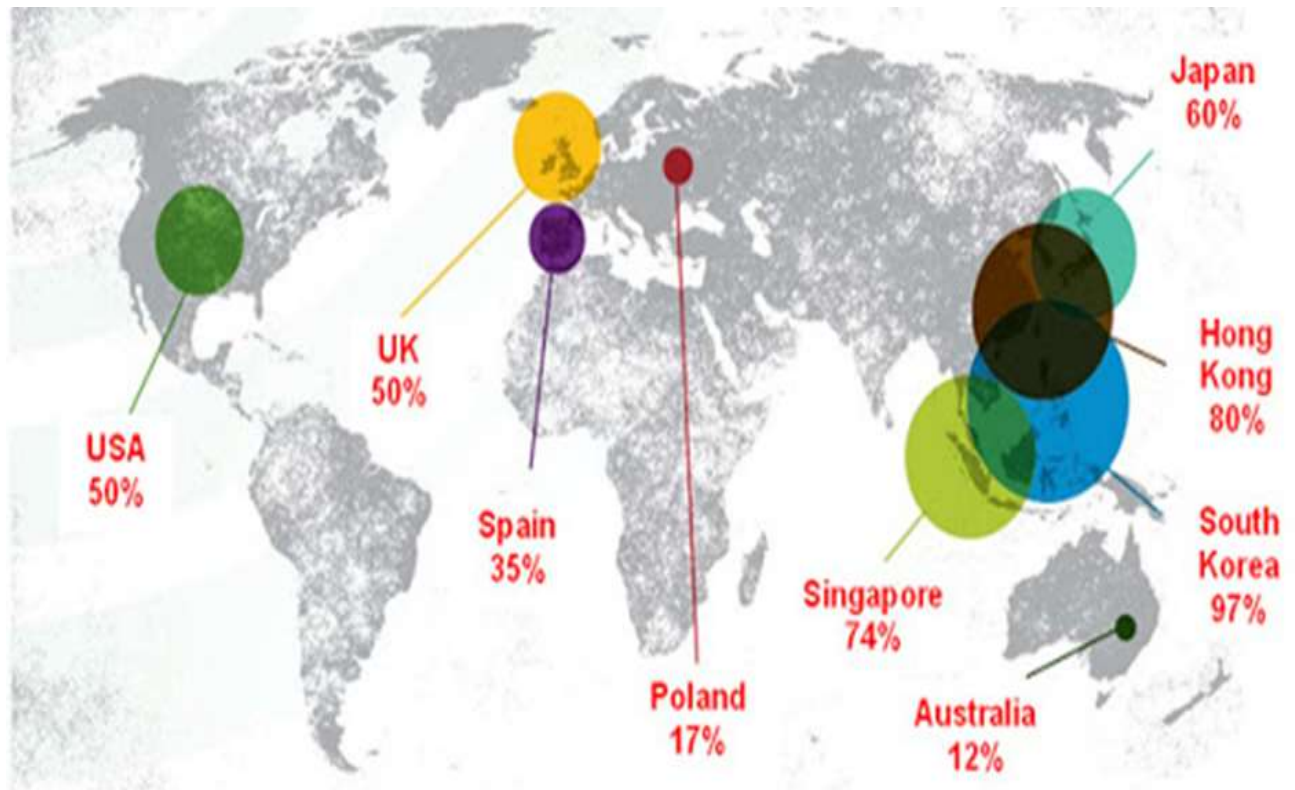 Japan
60%
Hong
Kong
80%
UK
50%
USA
50%
Spain
35%
South
Korea
97%
Singapore
74%
Poland
17%
Australia
12%